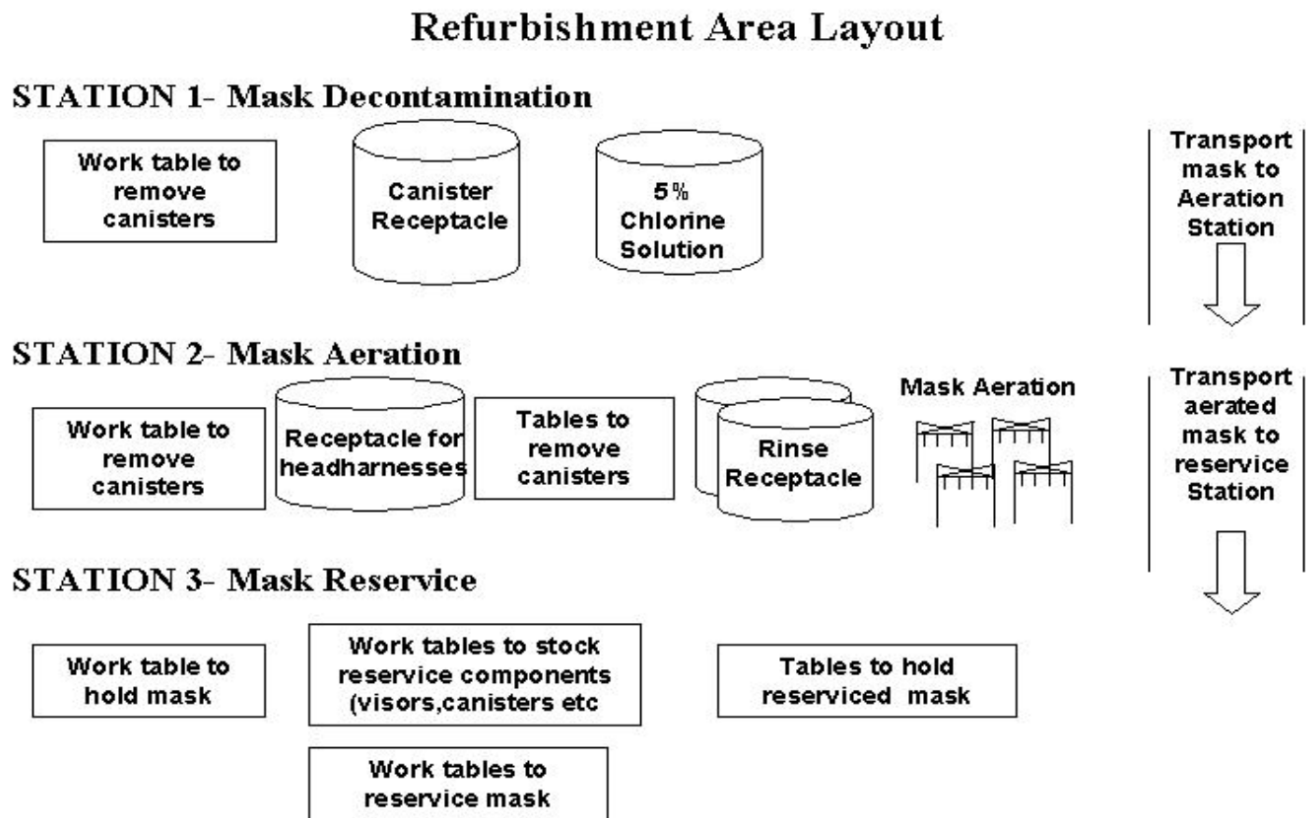 Refurbishment Area Layout
STATION 1- Mask Decontamination
Work table to
remove
canisters
Canister
Receptacle
5%
Chlorine
Solution
Transport
mask to
Aeration
Station
STATION 2- Mask Aeration
Work table to
remove
canisters
Receptacle for
headharnesses
Tables to
remove
canisters
Rinse
Receptacle
Mask Aeration
Transport
aerated
mask to
reservice
Station
STATION 3- Mask Reservice
Work table to
hold mask
Work tables to stock
reservice components
(visors,canisters etc
Tables to hold
reserviced mask
Work tables to
reservice mask